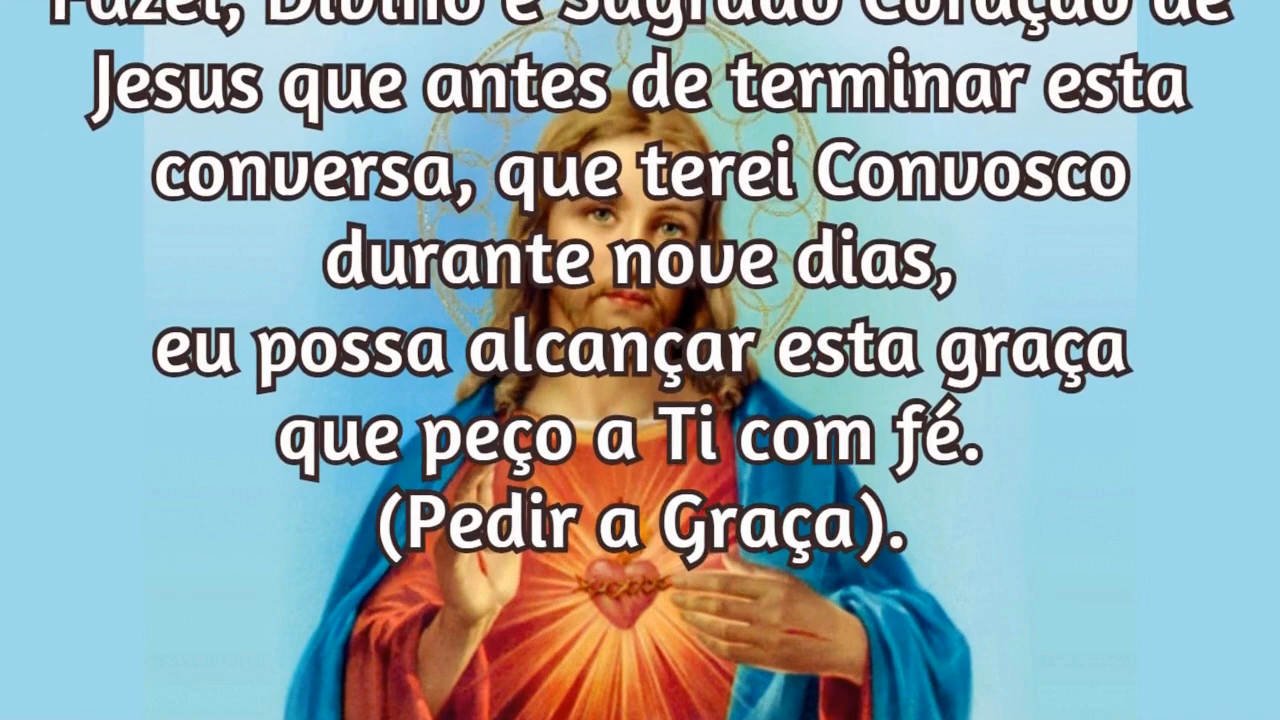 Fazei, Divino e Sagrado Coração de
Jesus que antes de terminar esta
conversa, que terei Convosco
durante nove dias,
eu possa alcançar esta graça
que peço a Ti com fé.
(Pedir a Graça).